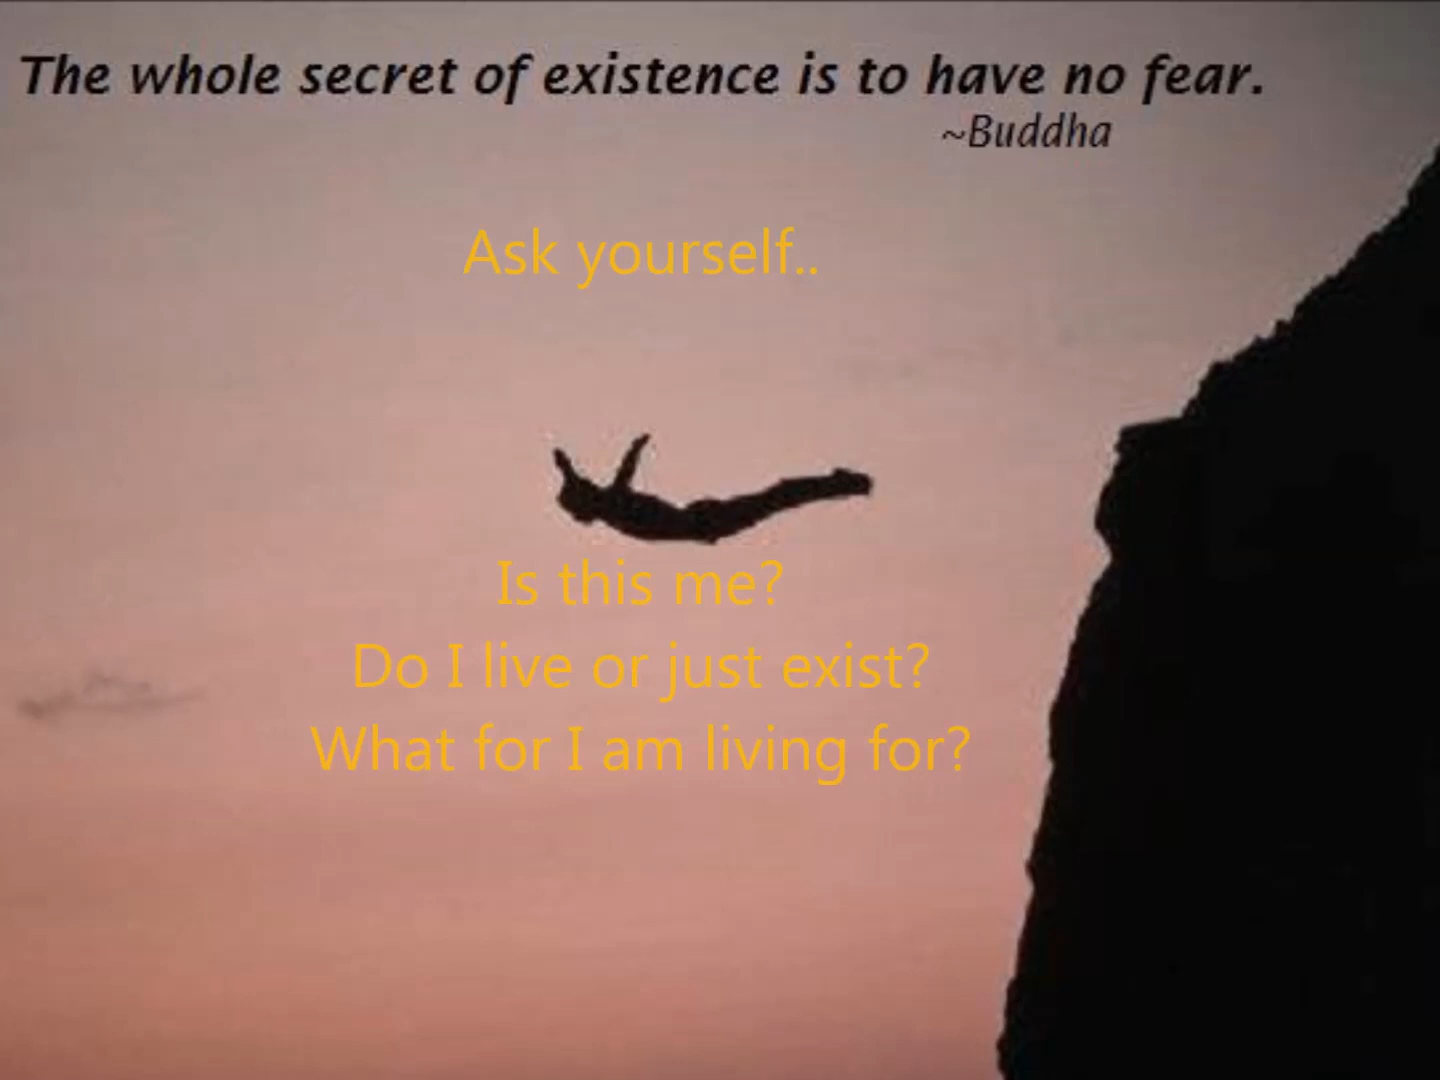 The whole secret of existence is to have no fear.
~Buddha
Ask yourself..
Is this me?
Do I live or just exist?
What for I am living for?